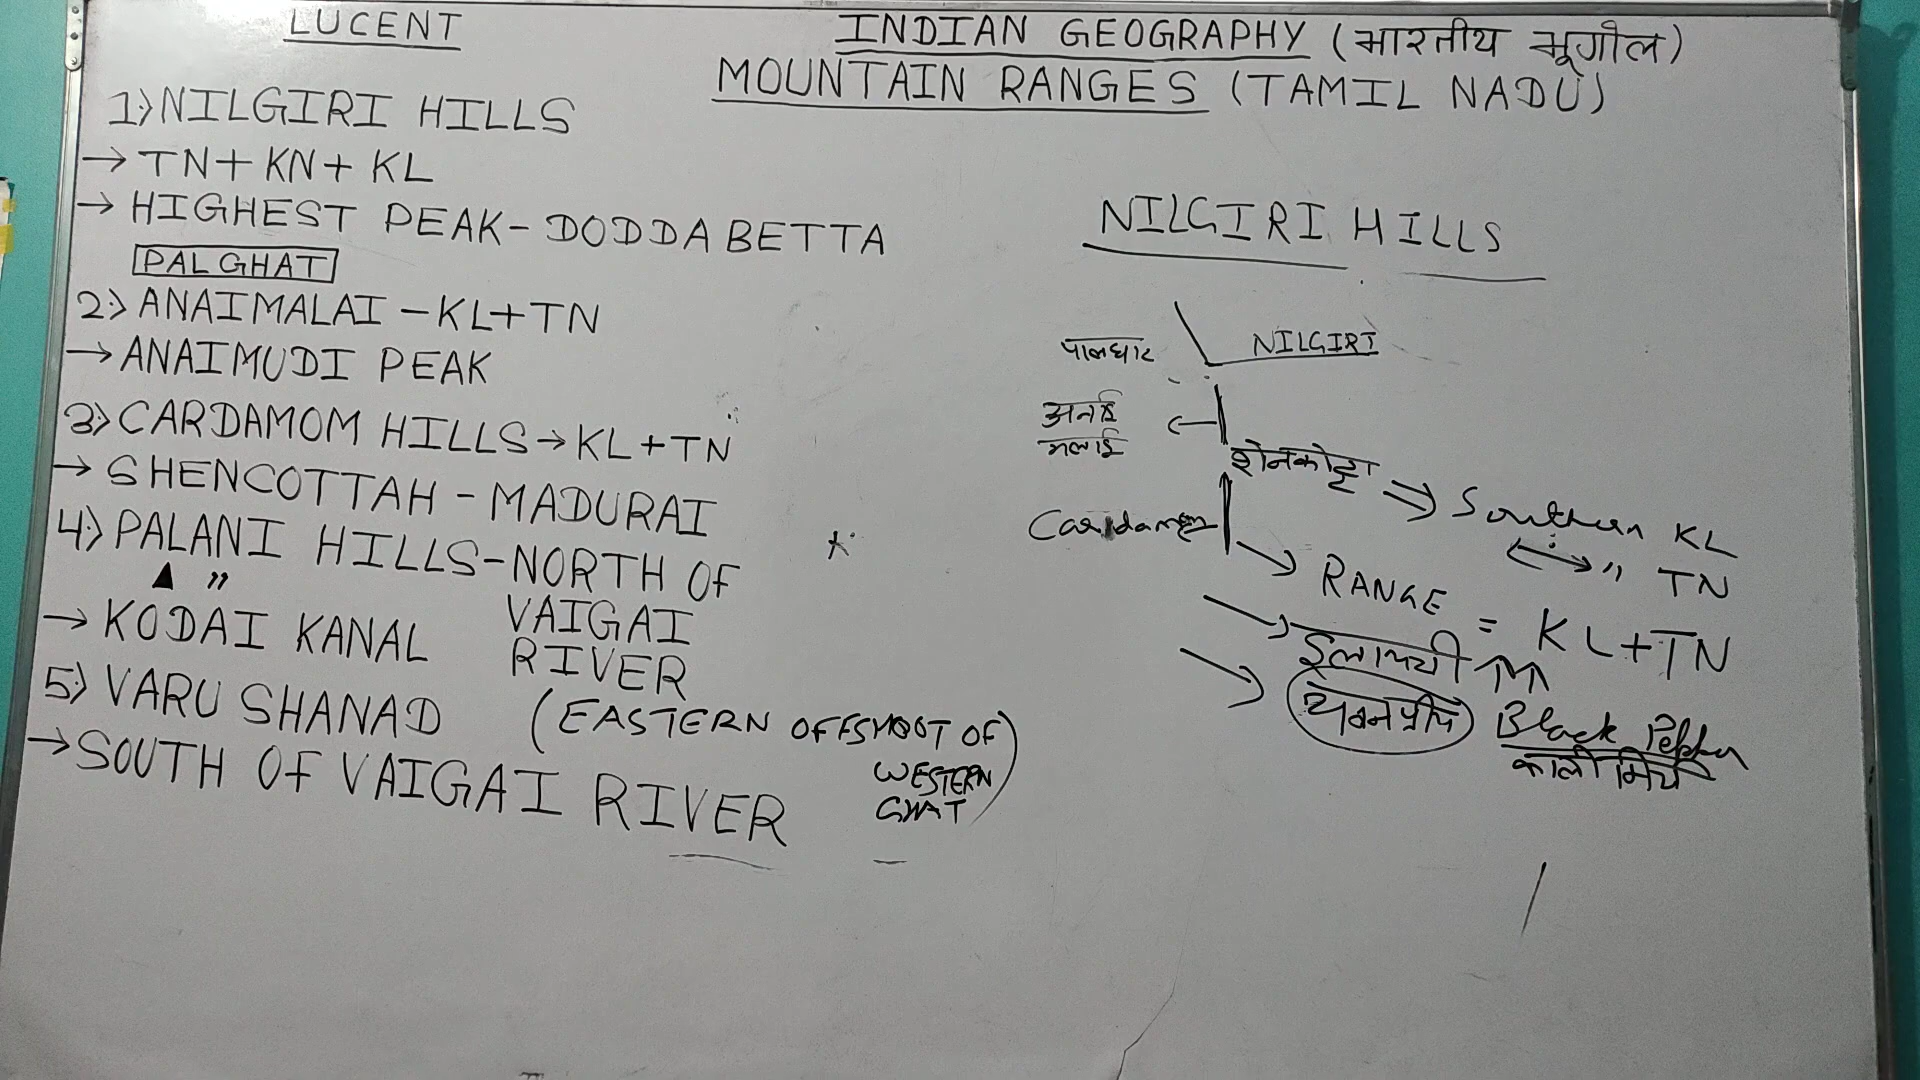 LUCENT
INDIAN GEOGRAPHY (भारतीय भूगोल)
MOUNTAIN RANGES (TAMIL NADU)
1) NILGIRI HILLS
→ TN+ KN+ KL
→ HIGHEST PEAK - DODDA BETTA
PALGHAT
2) ANAIMALAI - KL+TN
→ ANAIMUDI PEAK
3) CARDAMOM HILLS → KL+TN
→ SHENCOTTAH - MADURAI
4) PALANI HILLS - NORTH OF
VAIGAI
RIVER
▲ "
→ KODAI KANAL
5) VARU SHANAD
(EASTERN OFFSHOOT OF
WESTERN
GHAT)
→ SOUTH OF VAIGAI RIVER
NILGIRI HILLS
पालघाट
NILGIRI
अनाई
मलाई
शेनकोट्टा ⇒ Southern KL
↔ " TN
Cardamom
→ RANGE = KL+TN
→ इलायची
→ यवनप्रीय Black Pepper
काली मिर्च